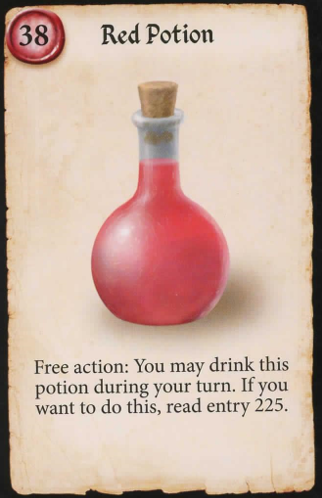 38
Red Potion
Free action: You may drink this
potion during your turn. If you
want to do this, read entry 225.